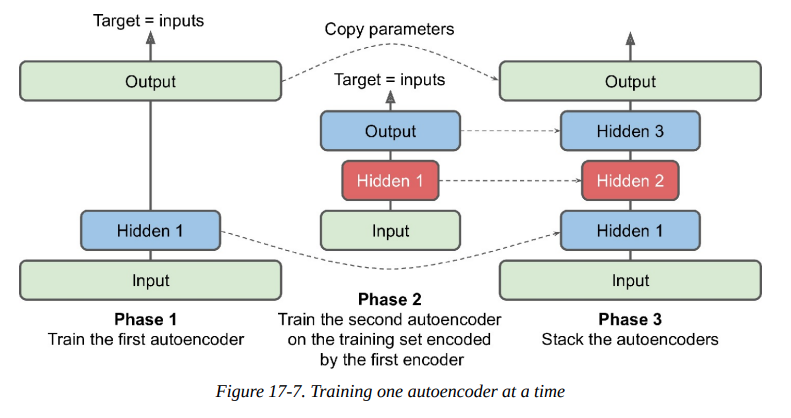 Target = inputs
Output
Hidden 1
Input
Phase 1
Train the first autoencoder
Copy parameters
Target = inputs
Output
Hidden 1
Input
Phase 2
Train the second autoencoder
on the training set encoded
by the first encoder
Output
Hidden 3
Hidden 2
Hidden 1
Input
Phase 3
Stack the autoencoders
Figure 17-7. Training one autoencoder at a time